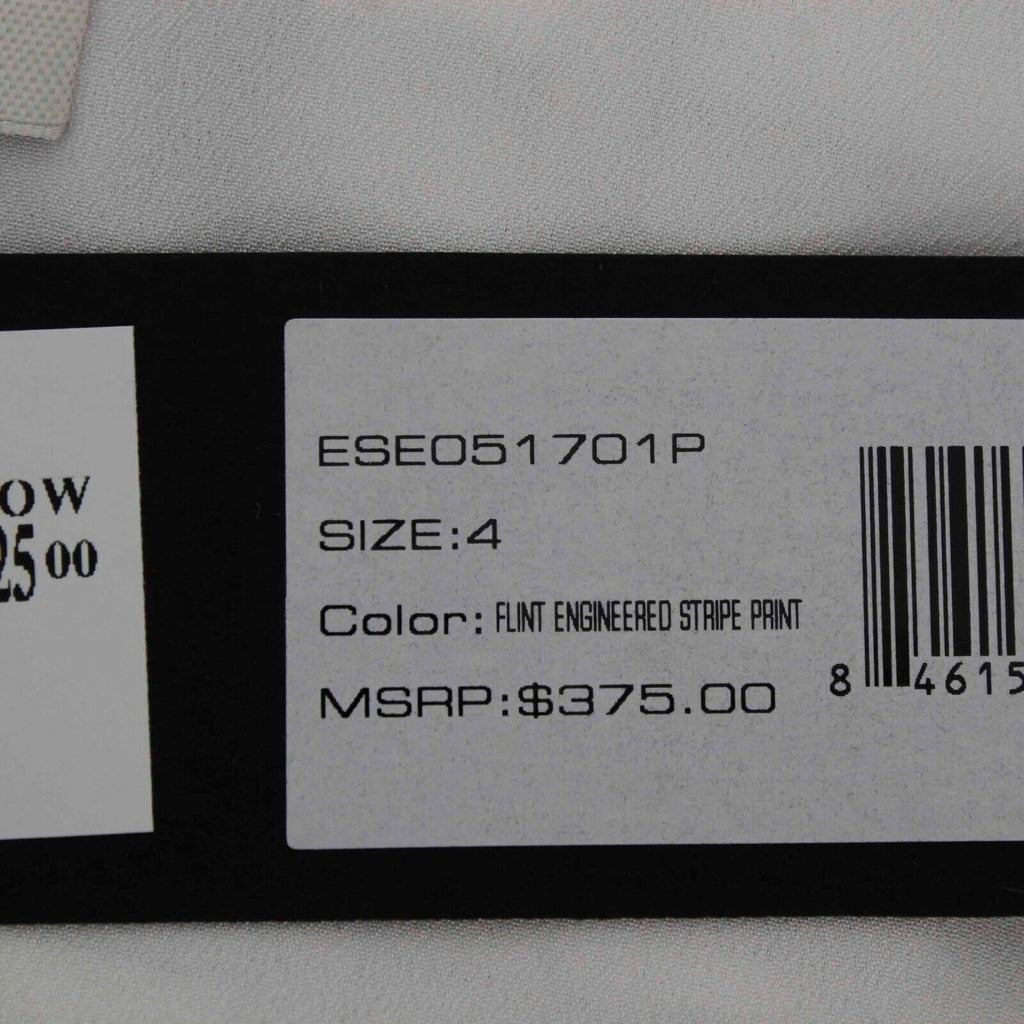 OW
25 00
ESE051701P
SIZE:4
Color: FLINT ENGINEERED STRIPE PRINT
MSRP:$375.00
8 4615